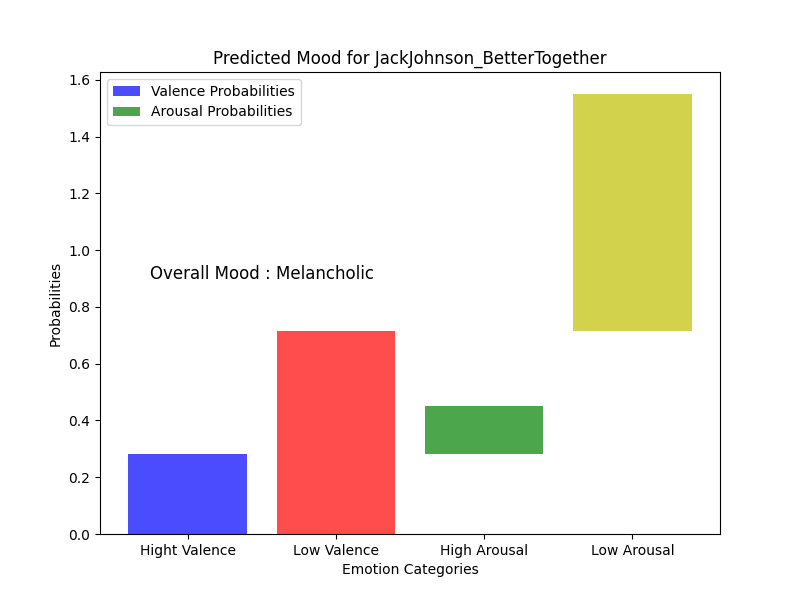 Predicted Mood for JackJohnson_BetterTogether
Valence Probabilities
Arousal Probabilities
Overall Mood : Melancholic
Probabilities
1.6
1.4
1.2
1.0
0.8
0.6
0.4
0.2
0.0
Hight Valence
Low Valence
High Arousal
Low Arousal
Emotion Categories